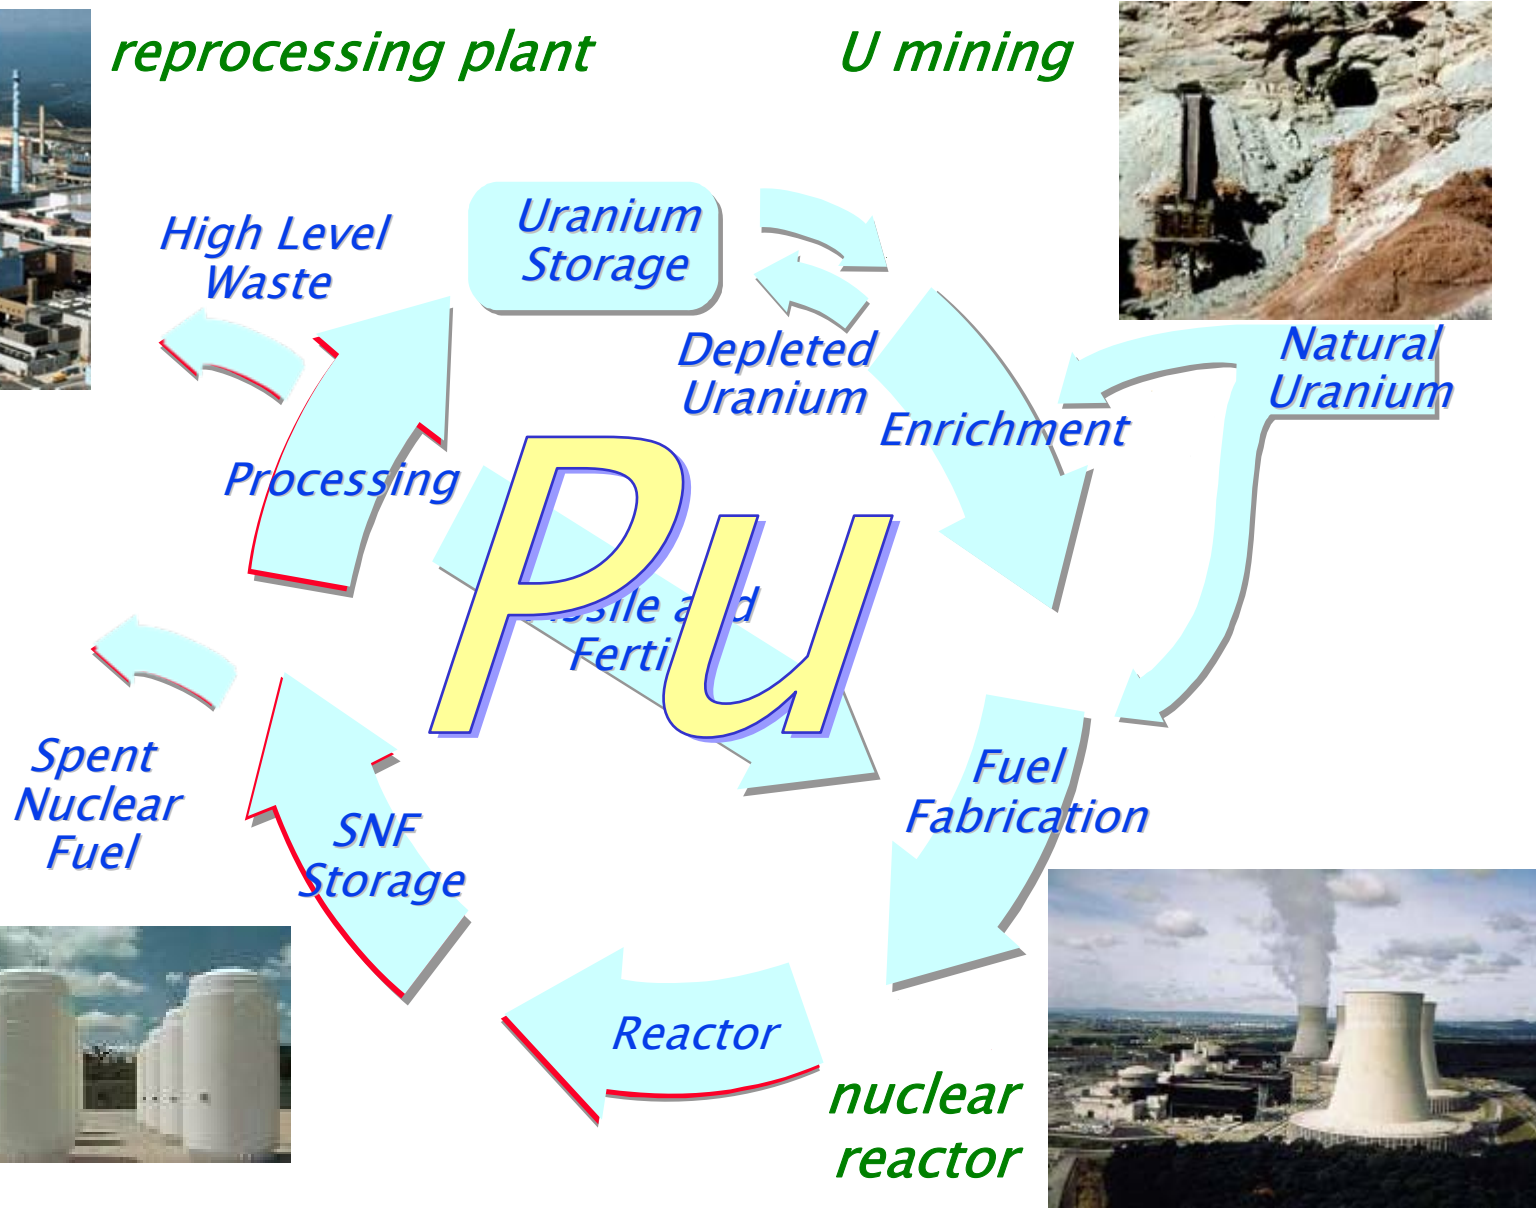 reprocessing plant
U mining
High Level
Waste
Uranium
Storage
Depleted
Uranium
Natural
Uranium
Enrichment
Processing
Pu
and
Spent
Nuclear
Fuel
SNF
Storage
Fuel
Fabrication
Reactor
nuclear
reactor